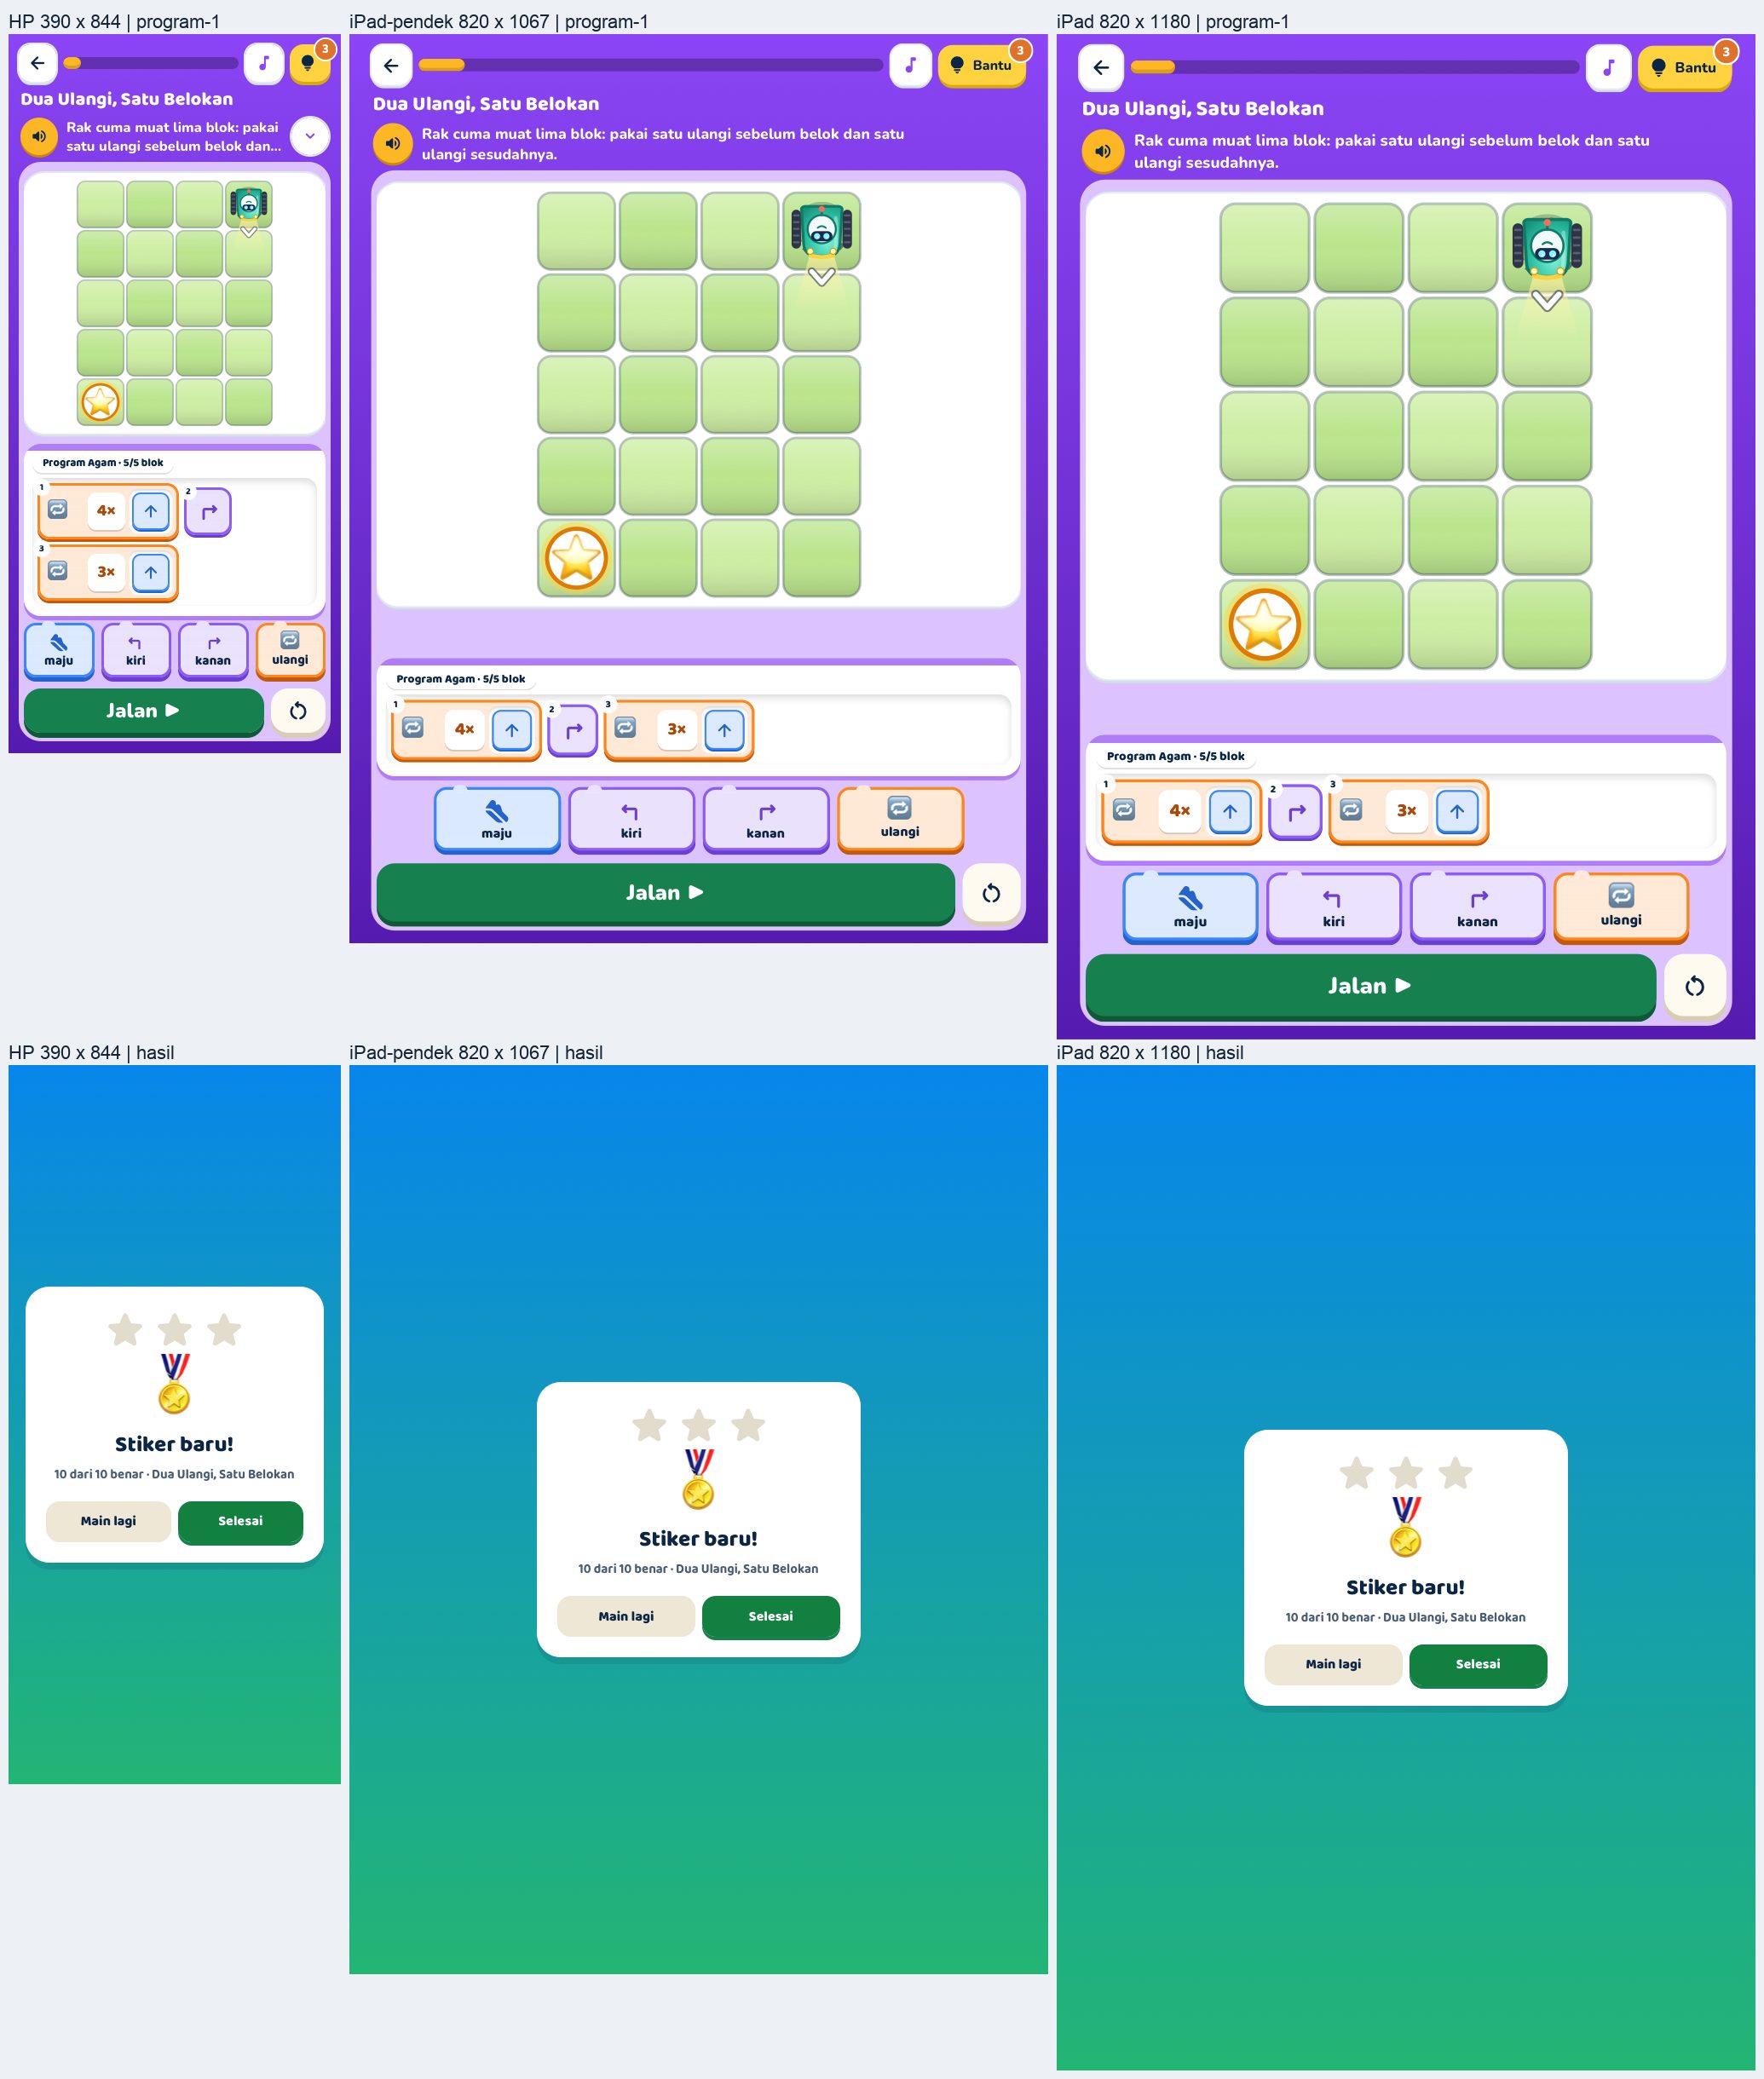 HP 390 x 844 | program-1
3
Dua Ulangi, Satu Belokan
Rak cuma muat lima blok: pakai
satu ulangi sebelum belok dan...
Program Agam · 5/5 blok
1
4×
2
3
3×
maju
kiri
kanan
ulangi
Jalan
iPad-pendek 820 x 1067 | program-1
Bantu
3
Dua Ulangi, Satu Belokan
Rak cuma muat lima blok: pakai satu ulangi sebelum belok dan satu
ulangi sesudahnya.
Program Agam · 5/5 blok
1
4×
2
3
3×
maju
kiri
kanan
ulangi
Jalan
iPad 820 x 1180 | program-1
Bantu
3
Dua Ulangi, Satu Belokan
Rak cuma muat lima blok: pakai satu ulangi sebelum belok dan satu
ulangi sesudahnya.
Program Agam · 5/5 blok
1
4×
2
3
3×
maju
kiri
kanan
ulangi
Jalan
HP 390 x 844 | hasil
Stiker baru!
10 dari 10 benar · Dua Ulangi, Satu Belokan
Main lagi
Selesai
iPad-pendek 820 x 1067 | hasil
Stiker baru!
10 dari 10 benar · Dua Ulangi, Satu Belokan
Main lagi
Selesai
iPad 820 x 1180 | hasil
Stiker baru!
10 dari 10 benar · Dua Ulangi, Satu Belokan
Main lagi
Selesai